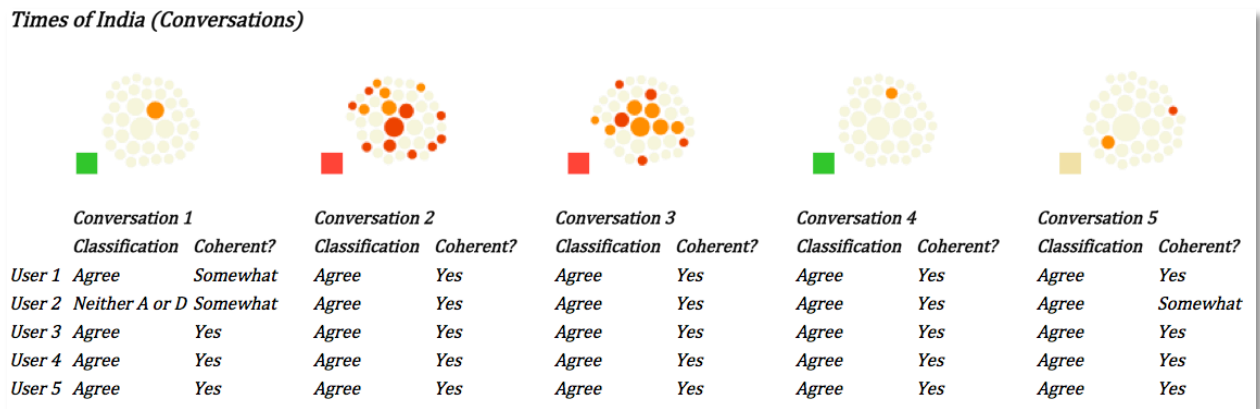 Times of India (Conversations)
Conversation 1 Conversation 2 Conversation 3 Conversation 4 Conversation 5
Classification Coherent? Classification Coherent? Classification Coherent? Classification Coherent? Classification Coherent?
User 1 Agree Somewhat Agree Yes Agree Yes Agree Yes Agree Yes
User 2 Neither A or D Somewhat Agree Yes Agree Yes Agree Yes Agree Somewhat
User 3 Agree Yes Agree Yes Agree Yes Agree Yes Agree Yes
User 4 Agree Yes Agree Yes Agree Yes Agree Yes Agree Yes
User 5 Agree Yes Agree Yes Agree Yes Agree Yes Agree Yes